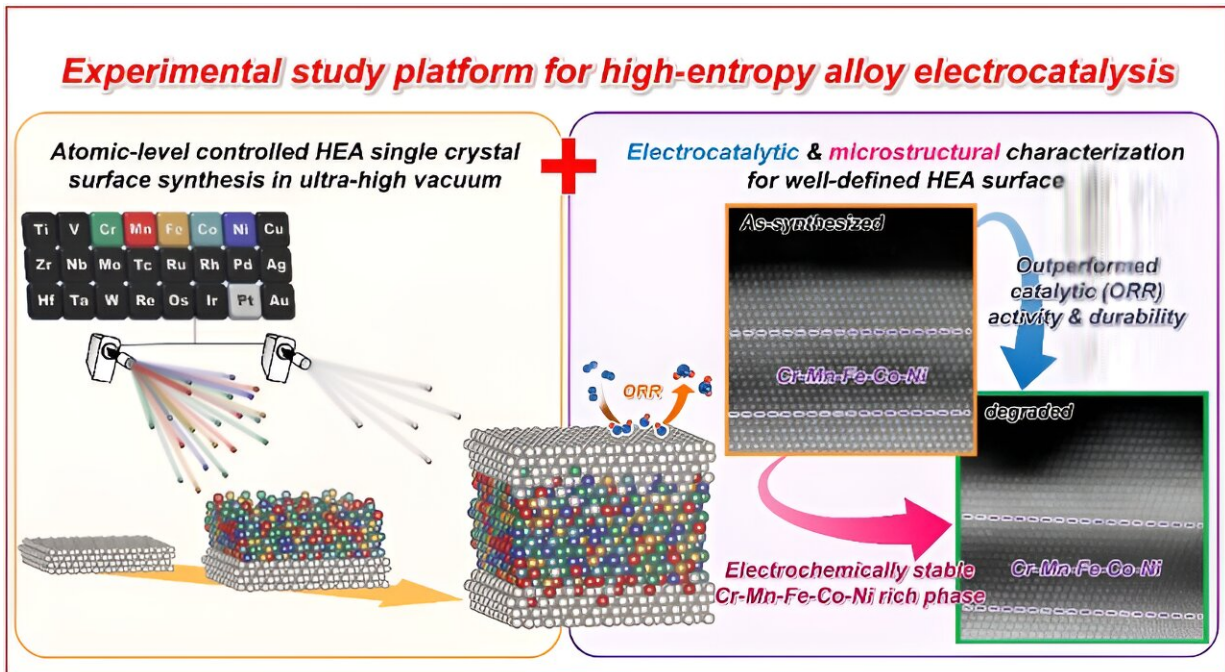 Experimental study platform for high-entropy alloy electrocatalysis
Atomic-level controlled HEA single crystal
surface synthesis in ultra-high vacuum
Ti V Cr Mn Fe Co Ni Cu
Zr Nb Mo Tc Ru Rh Pd Ag
Hf Ta W Re Os Ir Pt Au
+
Electrocatalytic & microstructural characterization
for well-defined HEA surface
As-synthesized
Cr-Mn-Fe-Co-Ni
Outperformed
catalytic (ORR)
activity & durability
ORR
degraded
Cr-Mn-Fe-Co-Ni
Electrochemically stable
Cr-Mn-Fe-Co-Ni rich phase